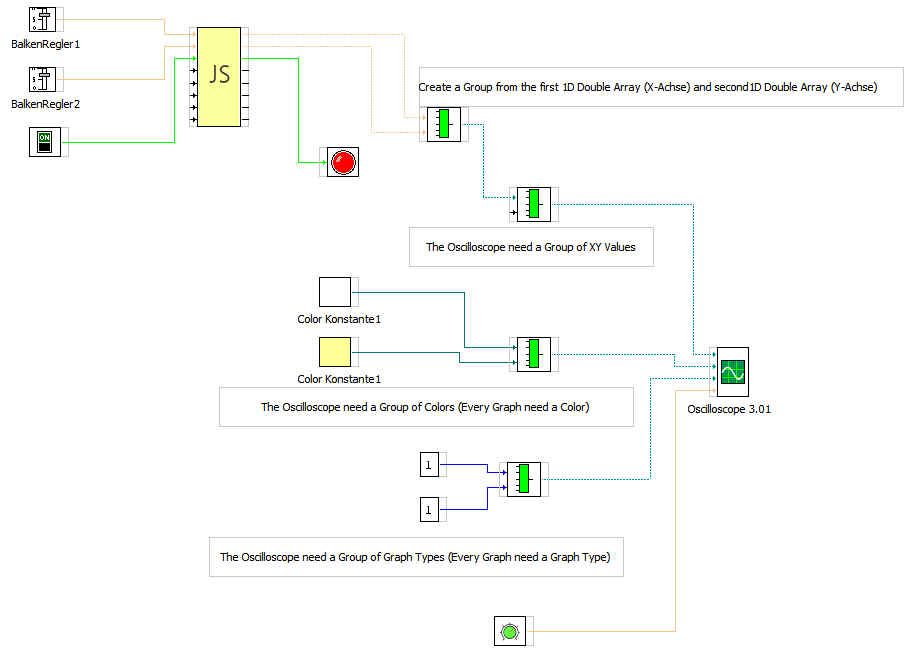 BalkenRegler1
BalkenRegler2
ON
JS
Create a Group from the first 1D Double Array (X-Achse) and second1D Double Array (Y-Achse)
The Oscilloscope need a Group of XY Values
Color Konstante1
Color Konstante1
The Oscilloscope need a Group of Colors (Every Graph need a Color)
Oscilloscope 3.01
1
1
The Oscilloscope need a Group of Graph Types (Every Graph need a Graph Type)